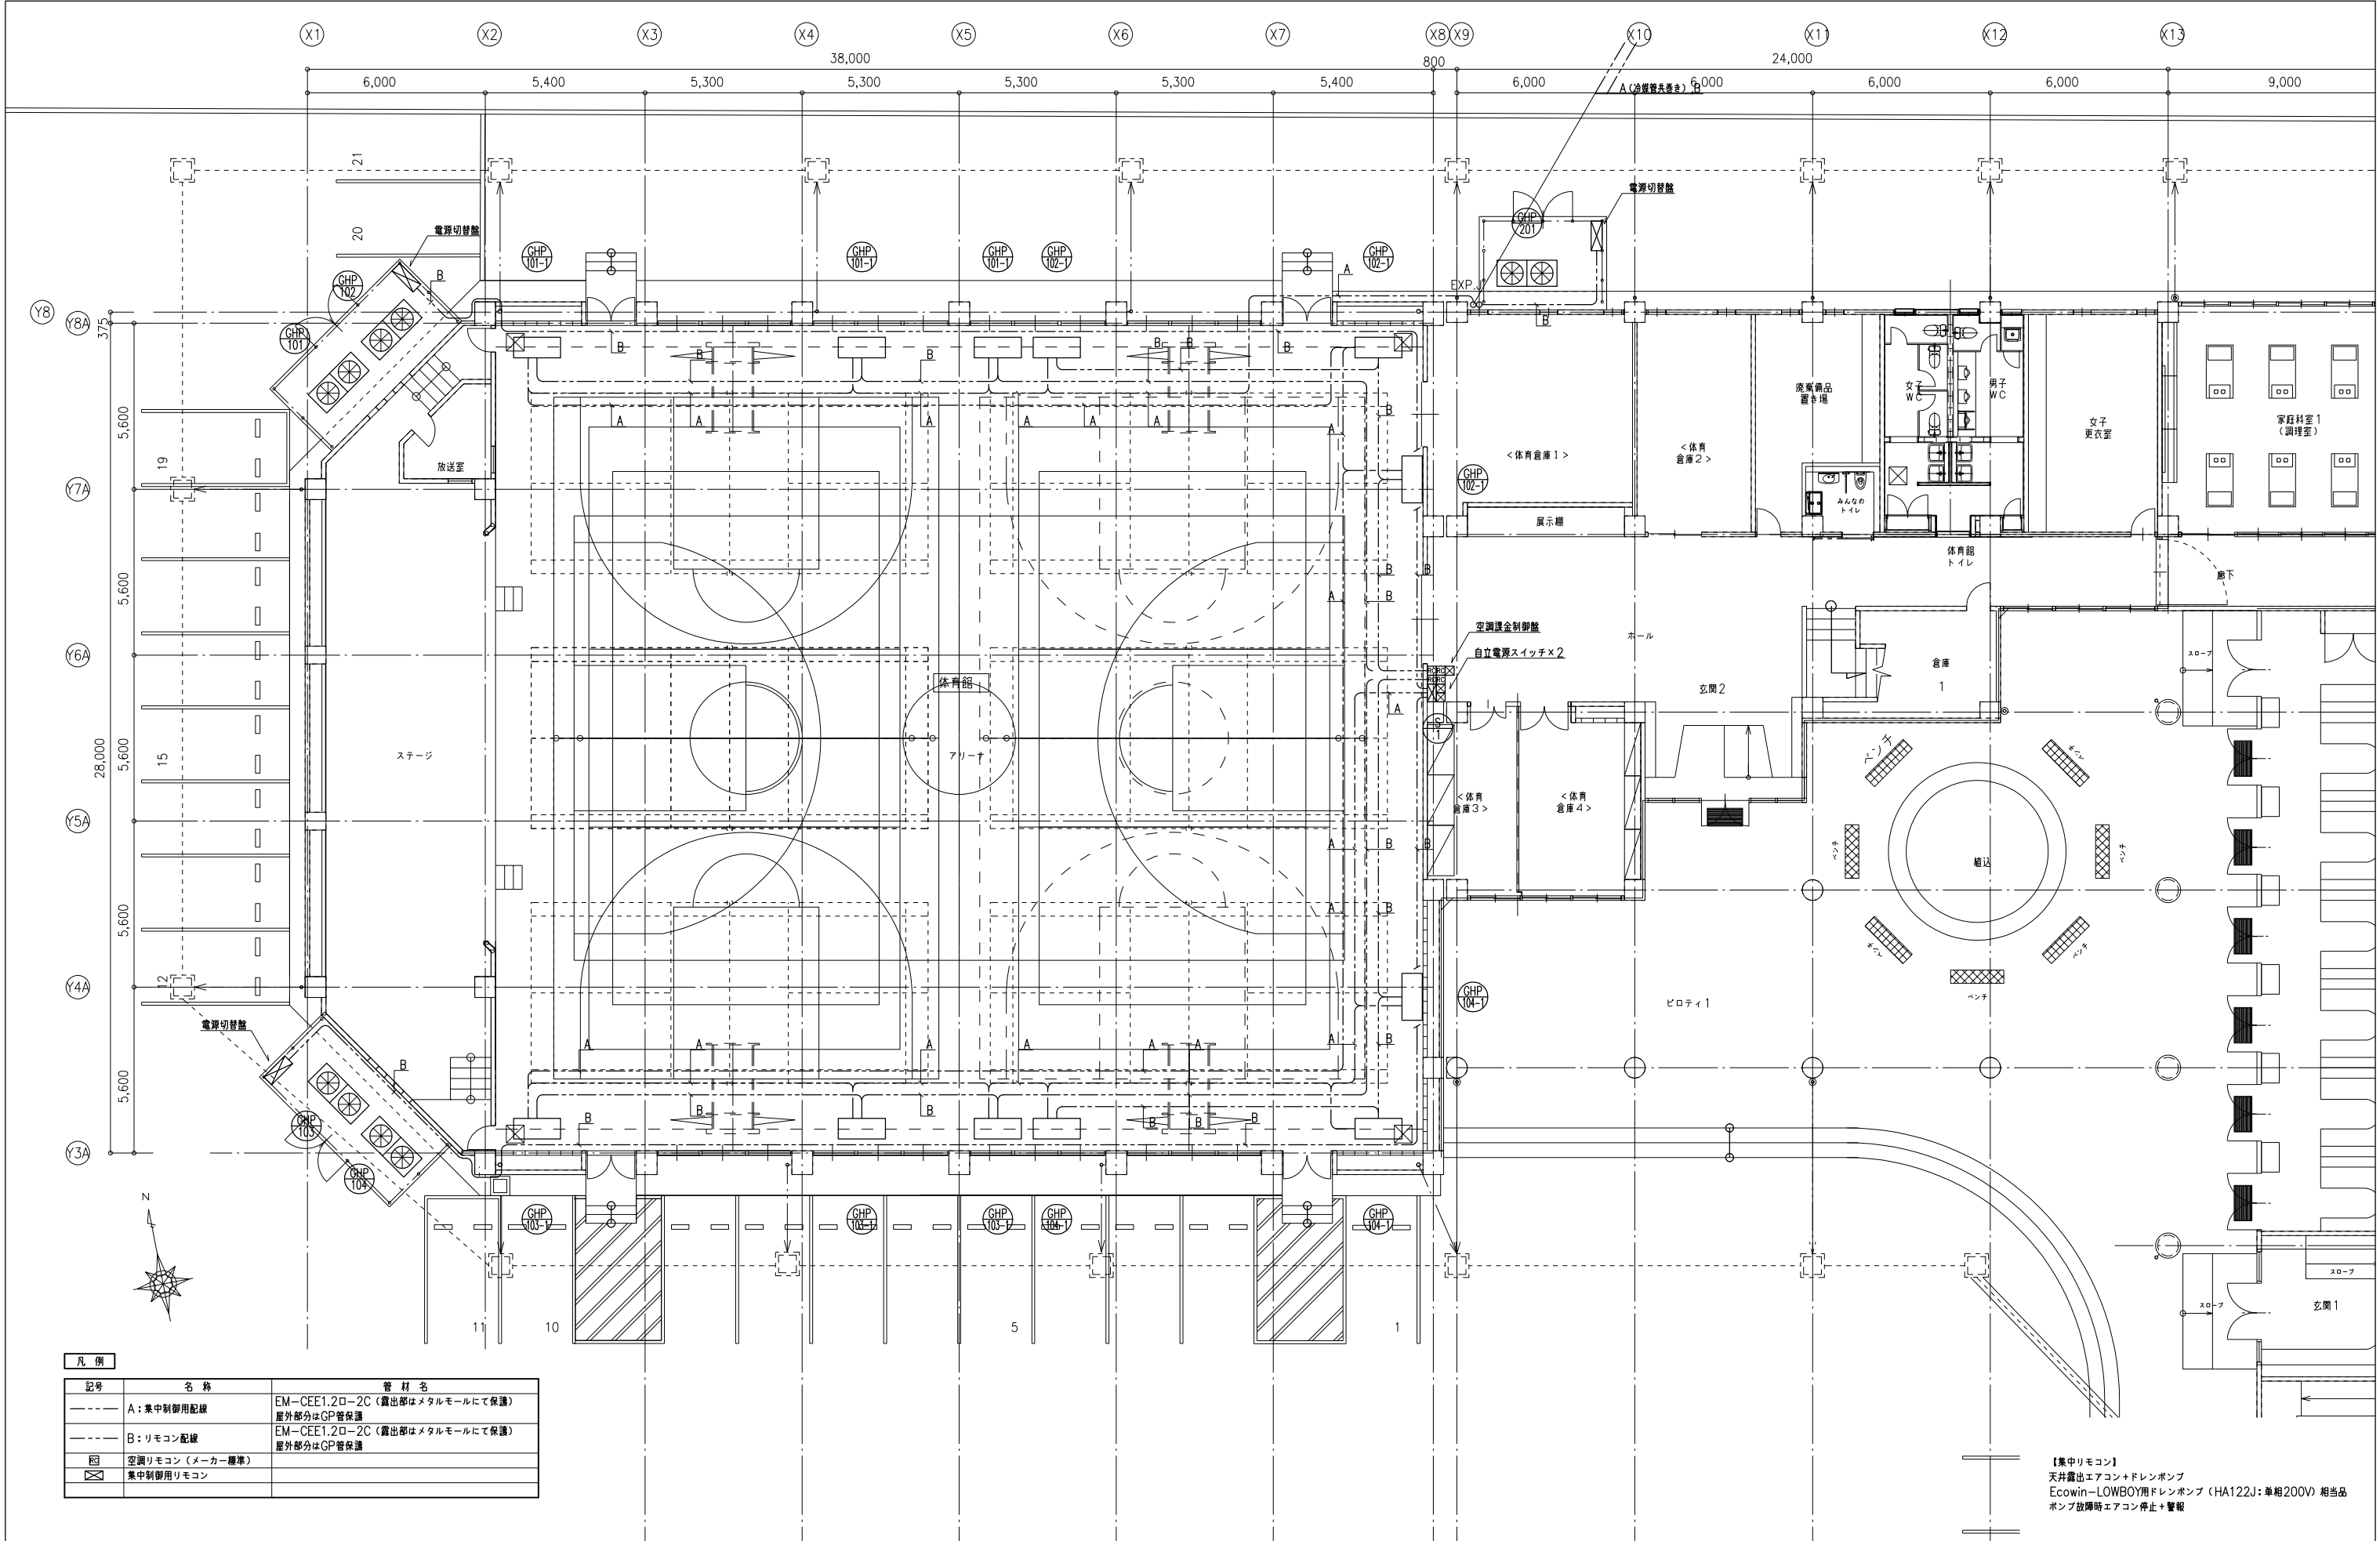 X1 X2 X3 X4 X5 X6 X7 X8 X9 X10 X11 X12 X13
38,000 800 24,000
6,000 5,400 5,300 5,300 5,300 5,300 5,400 6,000 6,000 6,000 6,000 9,000
A（冷媒管共巻き）,B
21
20
電源切替盤
B
GHP 102
GHP 101
GHP 101-1
GHP 101-1
GHP 101-1
GHP 102-1
GHP 102-1
A
GHP 201
電源切替盤
EXP.J
B
Y8
Y8A
375
B B B B B B
A A A A A A
B
放送室
GHP 102-1
<体育倉庫1>
<体育
倉庫2>
廃棄備品
置き場
女子
WC
男子
WC
女子
更衣室
家庭科室1
（調理室）
みんなの
トイレ
展示棚
体育館
トイレ
廊下
5,600
19
Y7A
5,600
A B B
A B
Y6A
空調課金制御盤
自立電源スイッチ×2
RC RC
RC RC
S 1
ホール
玄関2
倉庫
1
スロープ
体育館
アリーナ
ステージ
A
28,000
5,600
15
<体育
倉庫3>
<体育
倉庫4>
ベンチ
ベンチ
ベンチ
ベンチ
ベンチ
ベンチ
ベンチ
植込
Y5A
A B B
5,600
A B
12
Y4A
GHP 104-1
ピロティ1
電源切替盤
B
A A A A A A A B
5,600
B B B B B B B
GHP 103
GHP 104
Y3A
N
GHP 103-1
GHP 103-1
GHP 103-1
GHP 104-1
GHP 104-1
11 10 5 1
スロープ
スロープ
玄関1
凡 例
記号 名 称 管 材 名
A：集中制御用配線 EM-CEE1.2ロ-2C（露出部はメタルモールにて保護）
屋外部分はGP管保護
B：リモコン配線 EM-CEE1.2ロ-2C（露出部はメタルモールにて保護）
屋外部分はGP管保護
RC 空調リモコン（メーカー標準）
集中制御用リモコン
【集中リモコン】
天井露出エアコン+ドレンポンプ
Ecowin-LOWBOY用ドレンポンプ（HA122J：単相200V）相当品
ポンプ故障時エアコン停止+警報